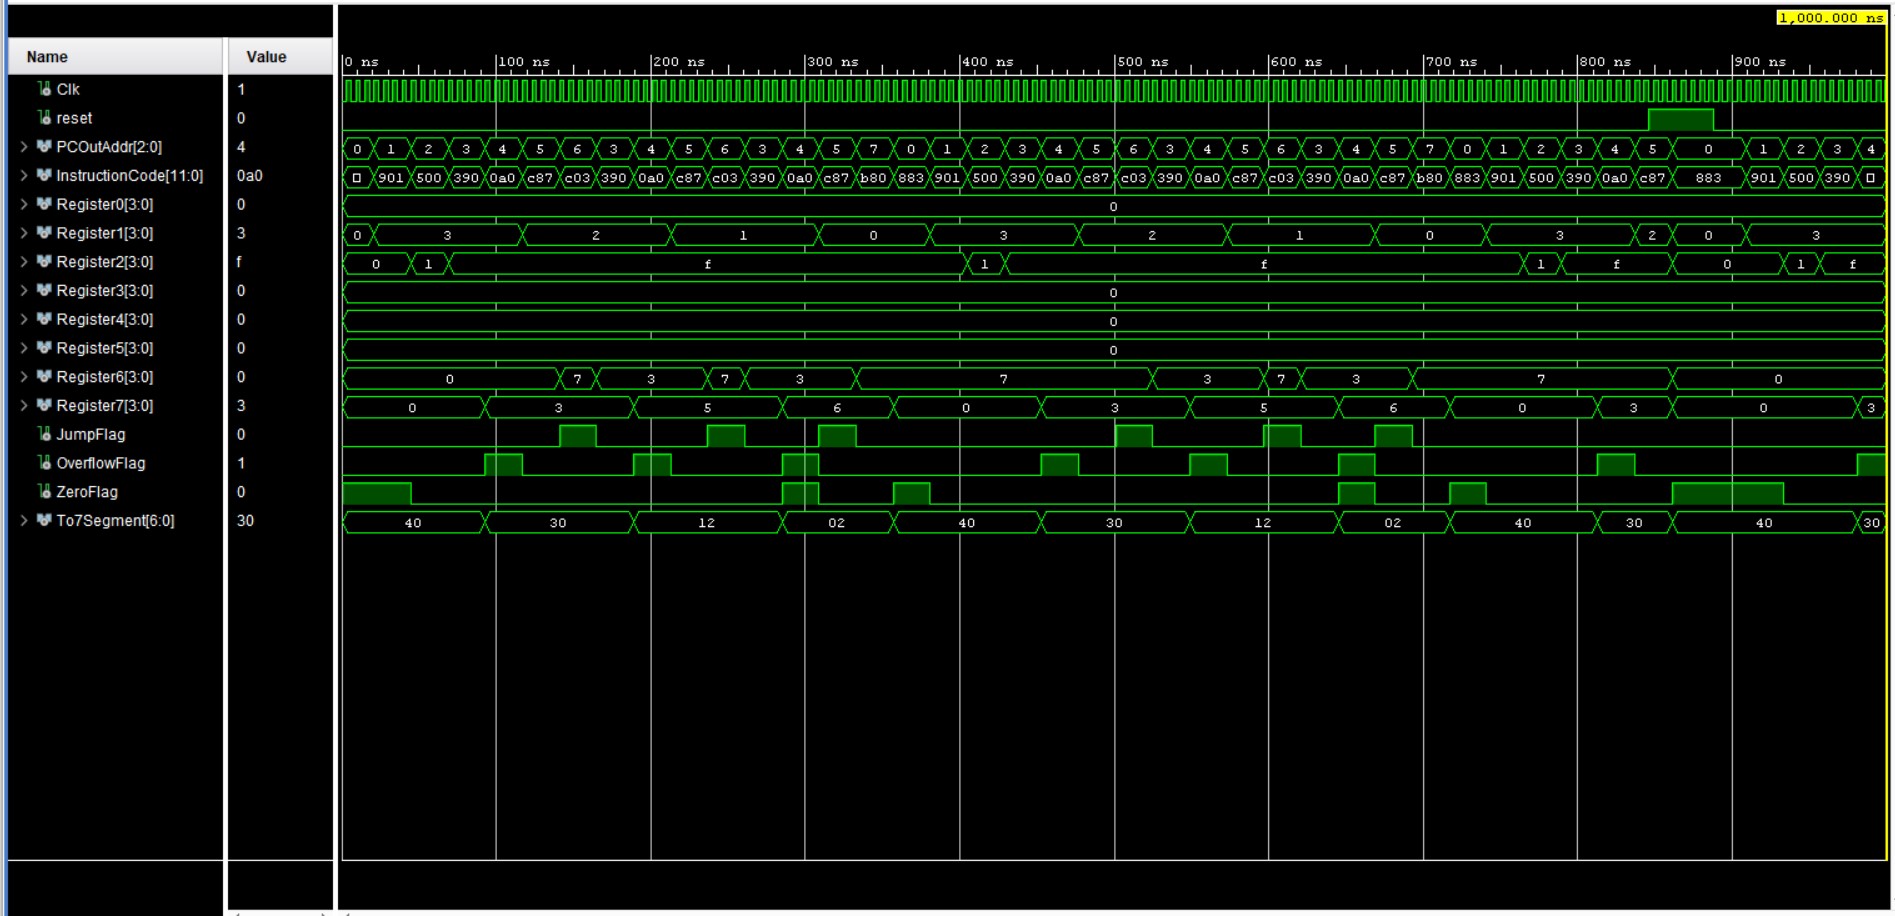 1,000.000 ns
Name Value
0 ns 100 ns 200 ns 300 ns 400 ns 500 ns 600 ns 700 ns 800 ns 900 ns
Clk 1
reset 0
PCOutAddr[2:0] 4 0 1 2 3 4 5 6 3 4 5 6 3 4 5 7 0 1 2 3 4 5 6 3 4 5 6 3 4 5 7 0 1 2 3 4 5 0 1 2 3 4
InstructionCode[11:0] 0a0 901 500 390 0a0 c87 c03 390 0a0 c87 c03 390 0a0 c87 b80 883 901 500 390 0a0 c87 c03 390 0a0 c87 c03 390 0a0 c87 b80 883 901 500 390 0a0 c87 883 901 500 390
Register0[3:0] 0 0
Register1[3:0] 3 0 3 2 1 0 3 2 1 0 3 2 0 3
Register2[3:0] f 0 1 f 1 f 1 f 0 1 f
Register3[3:0] 0 0
Register4[3:0] 0 0
Register5[3:0] 0 0
Register6[3:0] 0 0 7 3 7 3 7 3 7 3 7 0
Register7[3:0] 3 0 3 5 6 0 3 5 6 0 3 0 3
JumpFlag 0
OverflowFlag 1
ZeroFlag 0
To7Segment[6:0] 30 40 30 12 02 40 30 12 02 40 30 40 30